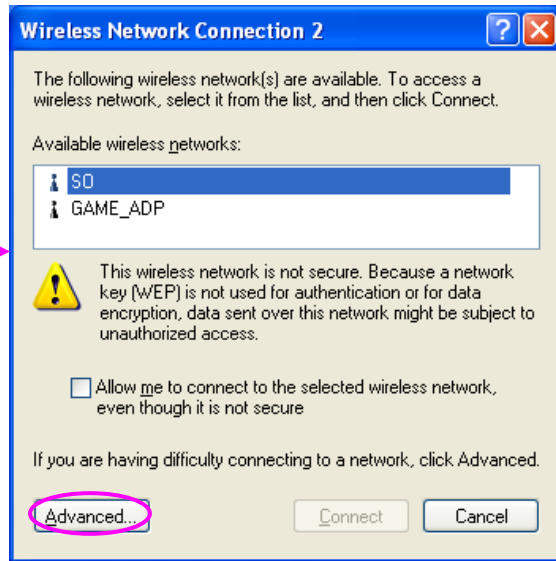 Wireless Network Connection 2
The following wireless network(s) are available. To access a
wireless network, select it from the list, and then click Connect.
Available wireless networks:
SO
GAME_ADP
This wireless network is not secure. Because a network
key (WEP) is not used for authentication or for data
encryption, data sent over this network might be subject to
unauthorized access.
Allow me to connect to the selected wireless network,
even though it is not secure
If you are having difficulty connecting to a network, click Advanced.
Advanced... Connect Cancel